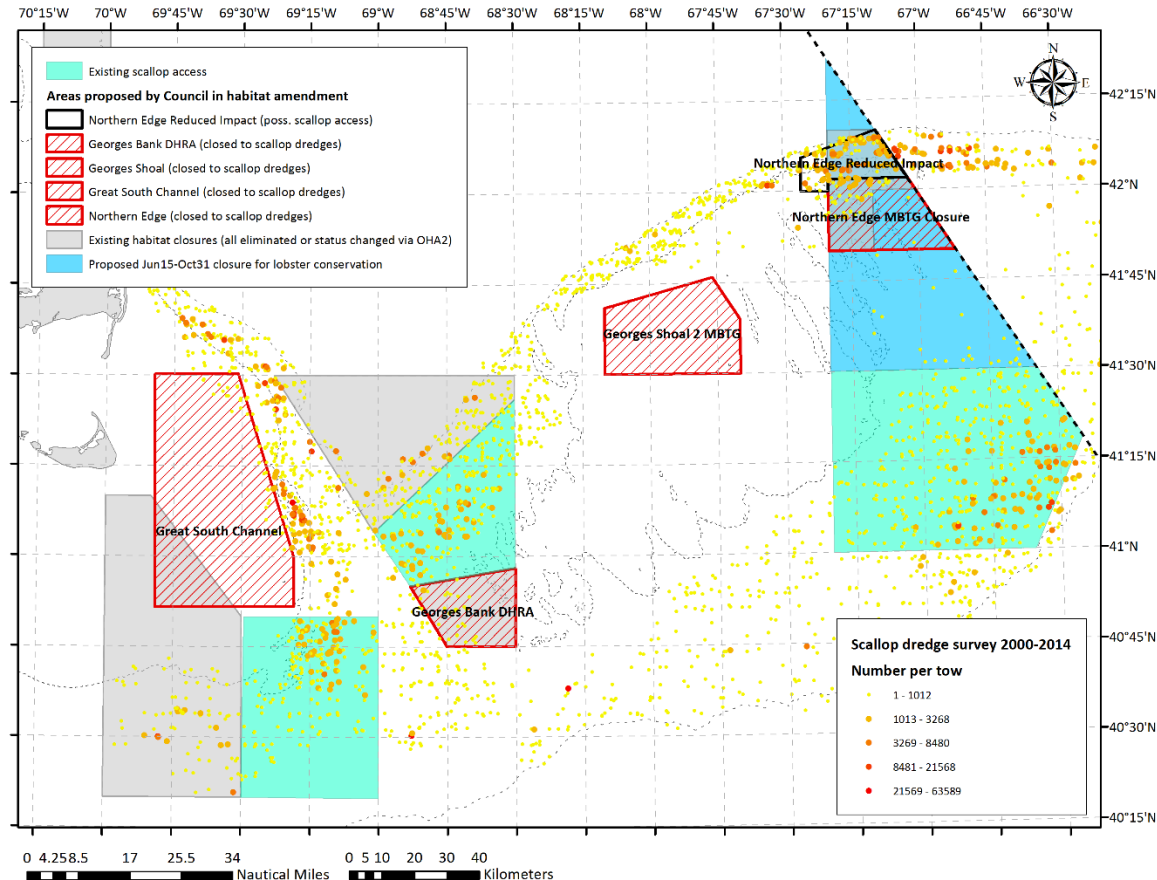 70°15'W 69°45'W 69°30'W 69°15'W 69°W 68°45'W 68°30'W 68°15'W 68°W 67°45'W 67°30'W 67°15'W 67°W 66°45'W 66°30'W
Existing scallop access
Areas proposed by Council in habitat amendment
Northern Edge Reduced Impact (poss. scallop access)
Georges Bank DHRA (closed to scallop dredges)
Georges Shoal (closed to scallop dredges)
Great South Channel (closed to scallop dredges)
Northern Edge (closed to scallop dredges)
Existing habitat closures (all eliminated or status changed via OHA2)
Proposed Jun15-Oct31 closure for lobster conservation
N
W E
S
42°15'N
Northern Edge Reduced Impact
42°N
Northern Edge MBTG Closure
41°45'N
Georges Shoal 2 MBTG
41°30'N
41°15'N
Great South Channel
41°N
Georges Bank DHRA
40°45'N
40°30'N
40°15'N
Scallop dredge survey 2000-2014
Number per tow
1 - 1012
1013 - 3268
3269 - 8480
8481 - 21568
21569 - 63589
0 4.25 8.5 17 25.5 34
Nautical Miles
0 5 10 20 30 40
Kilometers